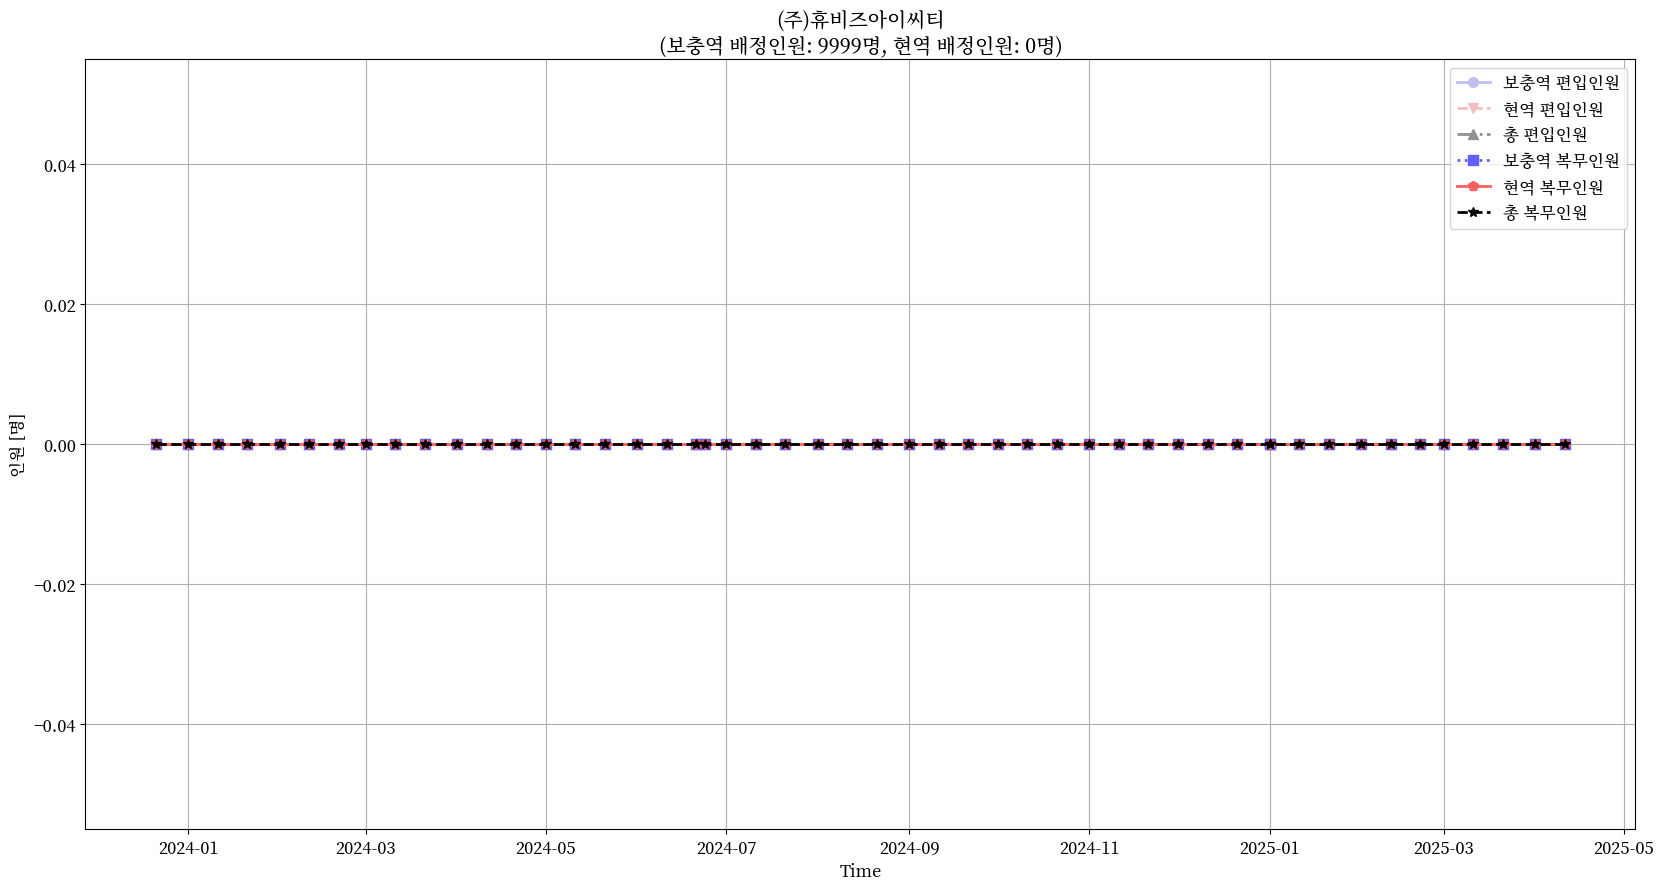 (주)휴비즈아이씨티
(보충역 배정인원: 9999명, 현역 배정인원: 0명)
보충역 편입인원
현역 편입인원
총 편입인원
보충역 복무인원
현역 복무인원
총 복무인원
인원 [명]
0.04
0.02
0.00
−0.02
−0.04
2024-01 2024-03 2024-05 2024-07 2024-09 2024-11 2025-01 2025-03 2025-05
Time